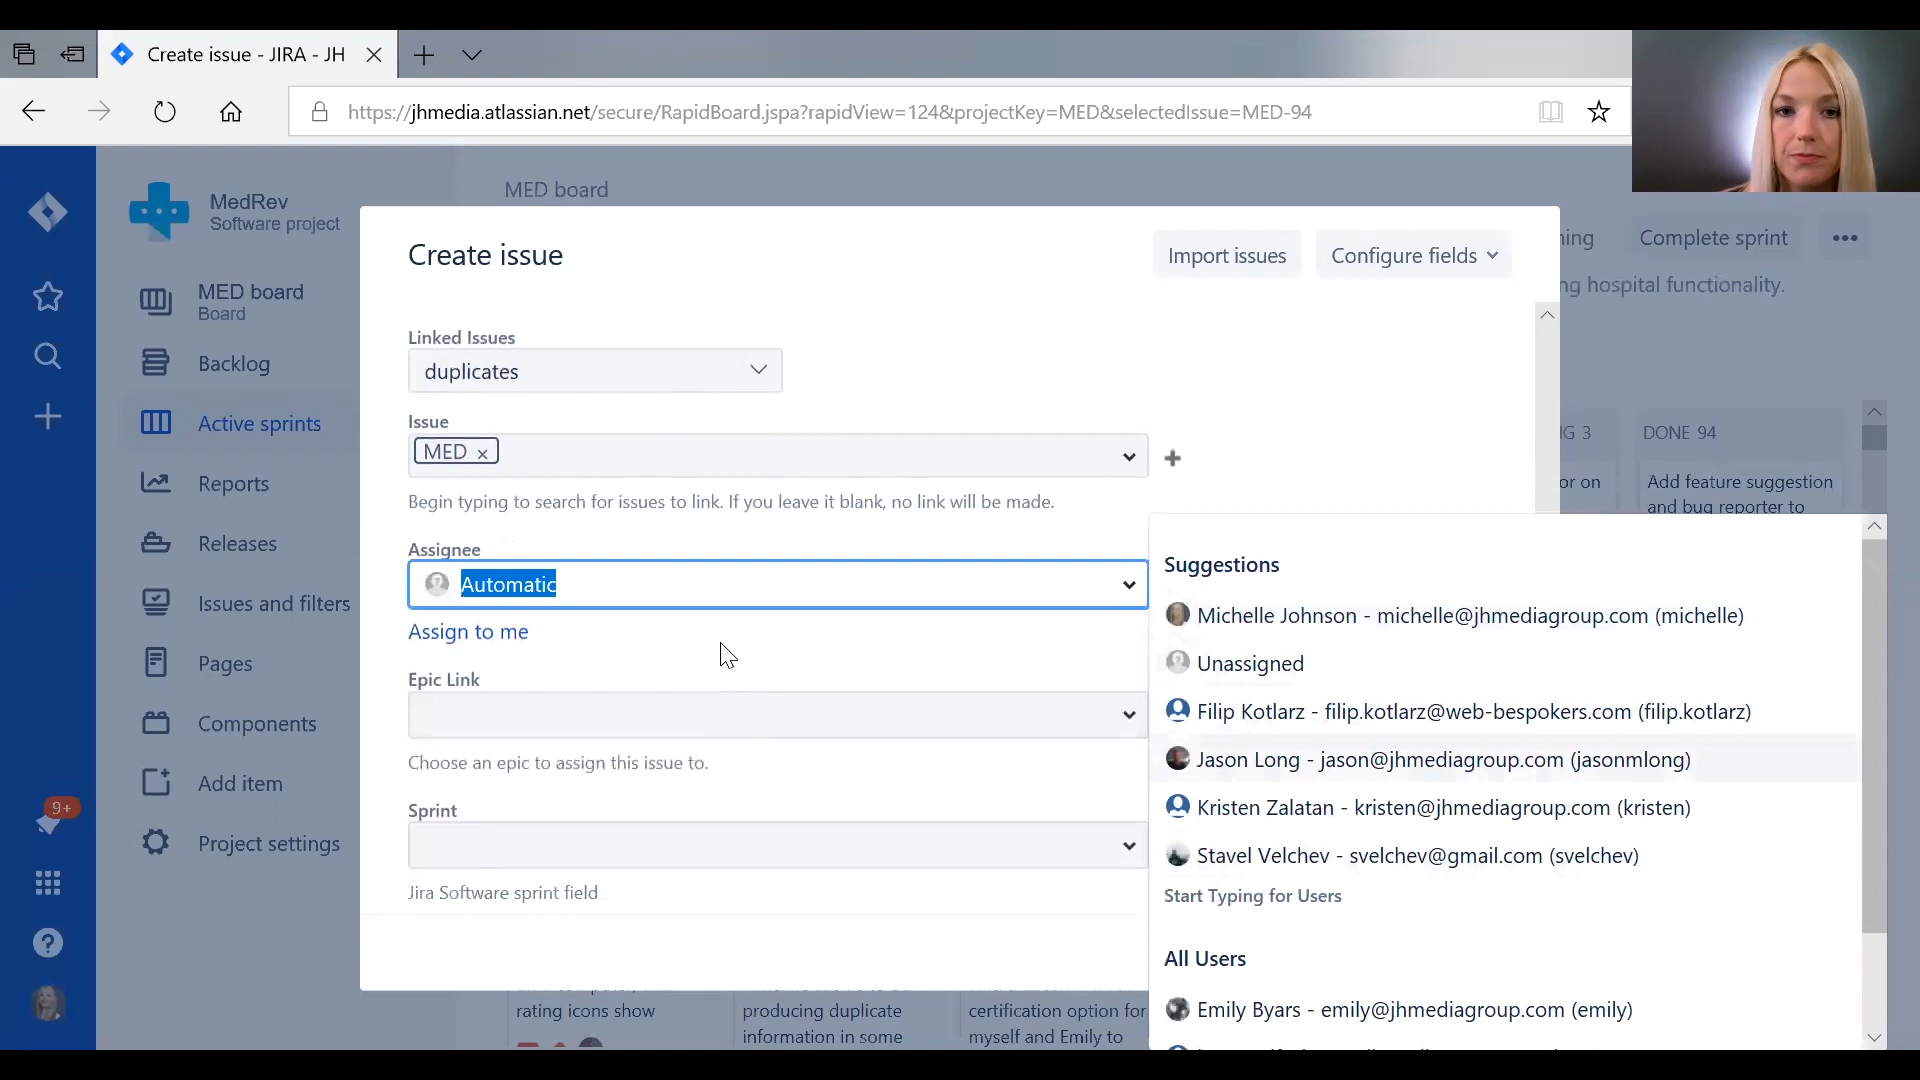 Create issue - JIRA - JH
https://jhmedia.atlassian.net/secure/RapidBoard.jspa?rapidView=124&projectKey=MED&selectedIssue=MED-94
MedRev
Software project
MED board
Board
Backlog
Active sprints
Reports
Releases
Issues and filters
Pages
Components
Add item
Project settings
9+
MED board
Complete sprint
ng hospital functionality.
Create issue
Import issues
Configure fields
Linked Issues
duplicates
Issue
MED
Begin typing to search for issues to link. If you leave it blank, no link will be made.
Assignee
Automatic
Assign to me
Epic Link
Choose an epic to assign this issue to.
Sprint
Jira Software sprint field
G 3
DONE 94
or on
Add feature suggestion
and bug reporter to
Suggestions
Michelle Johnson - michelle@jhmediagroup.com (michelle)
Unassigned
Filip Kotlarz - filip.kotlarz@web-bespokers.com (filip.kotlarz)
Jason Long - jason@jhmediagroup.com (jasonmlong)
Kristen Zalatan - kristen@jhmediagroup.com (kristen)
Stavel Velchev - svelchev@gmail.com (svelchev)
Start Typing for Users
All Users
Emily Byars - emily@jhmediagroup.com (emily)
rating icons show
producing duplicate
information in some
certification option for
myself and Emily to